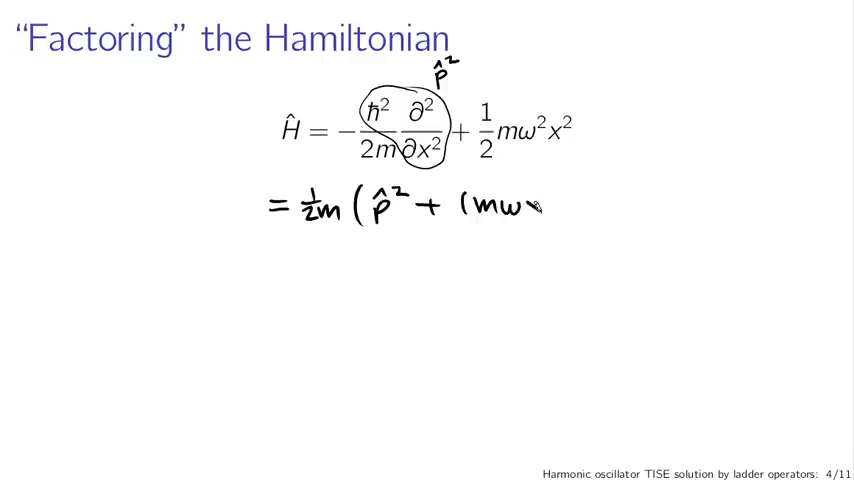 “Factoring” the Hamiltonian
p̂²
Ĥ = − ℏ²/2m ∂²/∂x² + 1/2 mω²x²
= 1/2m ( p̂² + (mω
Harmonic oscillator TISE solution by ladder operators: 4/11